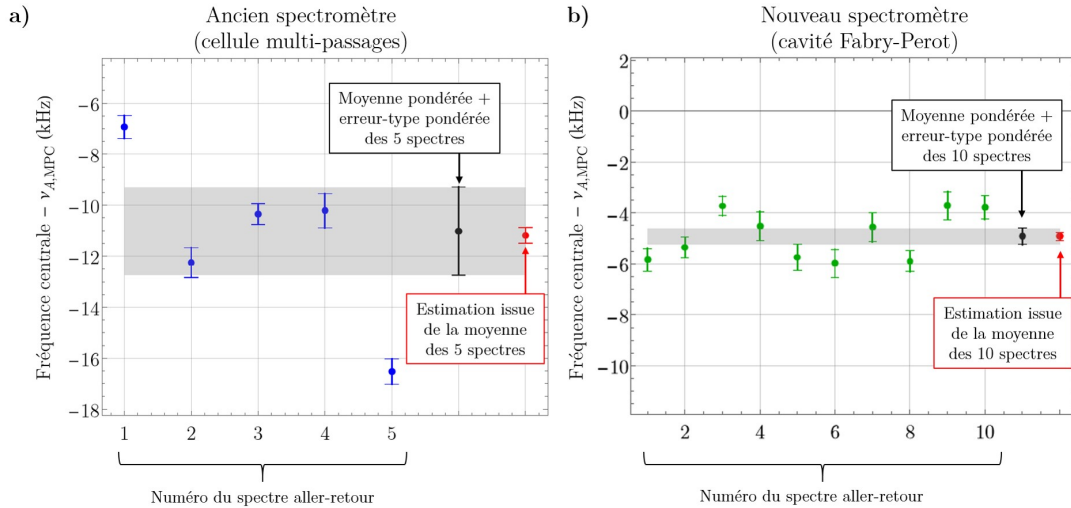 a)
Ancien spectromètre
(cellule multi-passages)
Fréquence centrale − νA,MPC (kHz)
−6
−8
−10
−12
−14
−16
−18
Moyenne pondérée +
erreur-type pondérée
des 5 spectres
Estimation issue
de la moyenne
des 5 spectres
1
2
3
4
5
Numéro du spectre aller-retour
b)
Nouveau spectromètre
(cavité Fabry-Perot)
Fréquence centrale − νA,MPC (kHz)
2
0
−2
−4
−6
−8
−10
Moyenne pondérée +
erreur-type pondérée
des 10 spectres
Estimation issue
de la moyenne
des 10 spectres
2
4
6
8
10
Numéro du spectre aller-retour